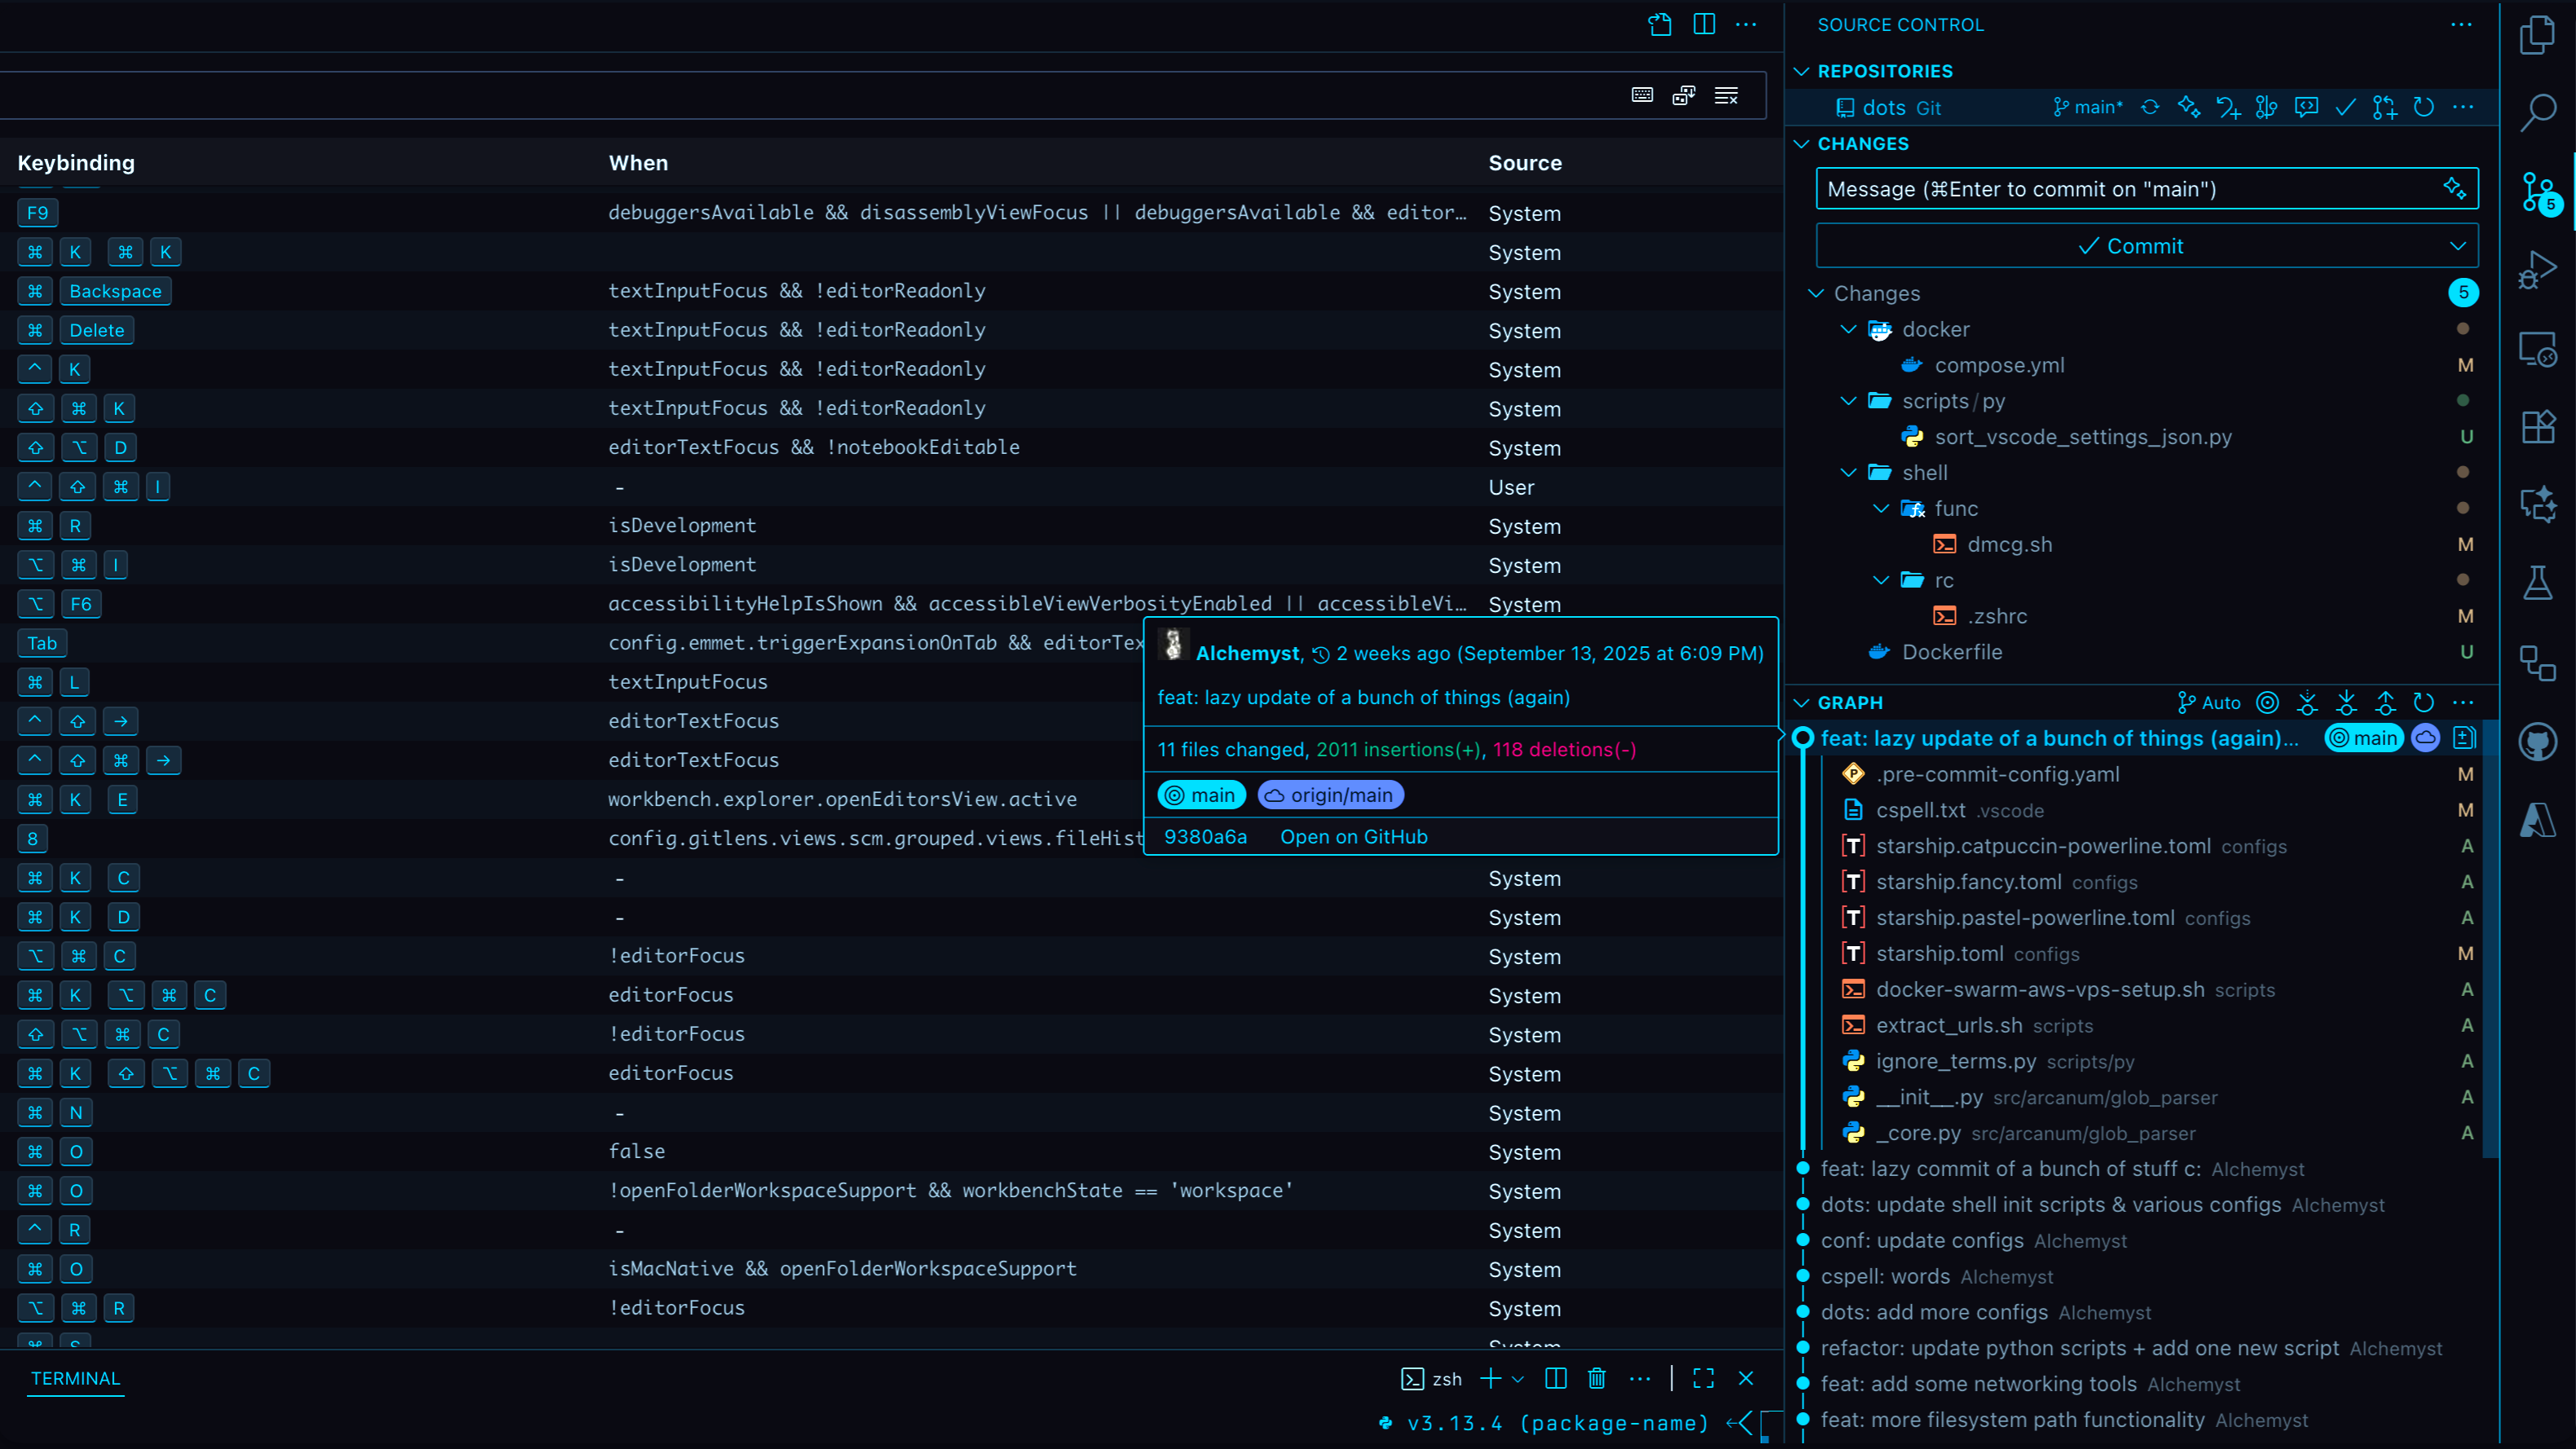 Keybinding When Source
F9 debuggersAvailable && disassemblyViewFocus || debuggersAvailable && editor… System
⌘ K ⌘ K System
⌘ Backspace textInputFocus && !editorReadonly System
⌘ Delete textInputFocus && !editorReadonly System
^ K textInputFocus && !editorReadonly System
⇧ ⌘ K textInputFocus && !editorReadonly System
⇧ ⌥ D editorTextFocus && !notebookEditable System
^ ⇧ ⌘ I - User
⌘ R isDevelopment System
⌥ ⌘ I isDevelopment System
⌥ F6 accessibilityHelpIsShown && accessibleViewVerbosityEnabled || accessibleVi… System
Tab config.emmet.triggerExpansionOnTab && editorTex
⌘ L textInputFocus
^ ⇧ → editorTextFocus
^ ⇧ ⌘ → editorTextFocus
⌘ K E workbench.explorer.openEditorsView.active
8 config.gitlens.views.scm.grouped.views.fileHist
⌘ K C - System
⌘ K D - System
⌥ ⌘ C !editorFocus System
⌘ K ⌥ ⌘ C editorFocus System
⇧ ⌥ ⌘ C !editorFocus System
⌘ K ⇧ ⌥ ⌘ C editorFocus System
⌘ N - System
⌘ O false System
⌘ O !openFolderWorkspaceSupport && workbenchState == 'workspace' System
^ R - System
⌘ O isMacNative && openFolderWorkspaceSupport System
⌥ ⌘ R !editorFocus System
⌘ S System
Alchemyst, 2 weeks ago (September 13, 2025 at 6:09 PM)
feat: lazy update of a bunch of things (again)
11 files changed, 2011 insertions(+), 118 deletions(-)
main origin/main
9380a6a Open on GitHub
TERMINAL
zsh
v3.13.4 (package-name)
SOURCE CONTROL
REPOSITORIES
dots Git main*
CHANGES
Message (⌘Enter to commit on "main")
Commit
Changes 5
docker
compose.yml M
scripts/py
sort_vscode_settings_json.py U
shell
func
dmcg.sh M
rc
.zshrc M
Dockerfile U
GRAPH Auto
feat: lazy update of a bunch of things (again)... main
.pre-commit-config.yaml M
cspell.txt .vscode M
starship.catpuccin-powerline.toml configs A
starship.fancy.toml configs A
starship.pastel-powerline.toml configs A
starship.toml configs M
docker-swarm-aws-vps-setup.sh scripts A
extract_urls.sh scripts A
ignore_terms.py scripts/py A
__init__.py src/arcanum/glob_parser A
_core.py src/arcanum/glob_parser A
feat: lazy commit of a bunch of stuff c: Alchemyst
dots: update shell init scripts & various configs Alchemyst
conf: update configs Alchemyst
cspell: words Alchemyst
dots: add more configs Alchemyst
refactor: update python scripts + add one new script Alchemyst
feat: add some networking tools Alchemyst
feat: more filesystem path functionality Alchemyst
5